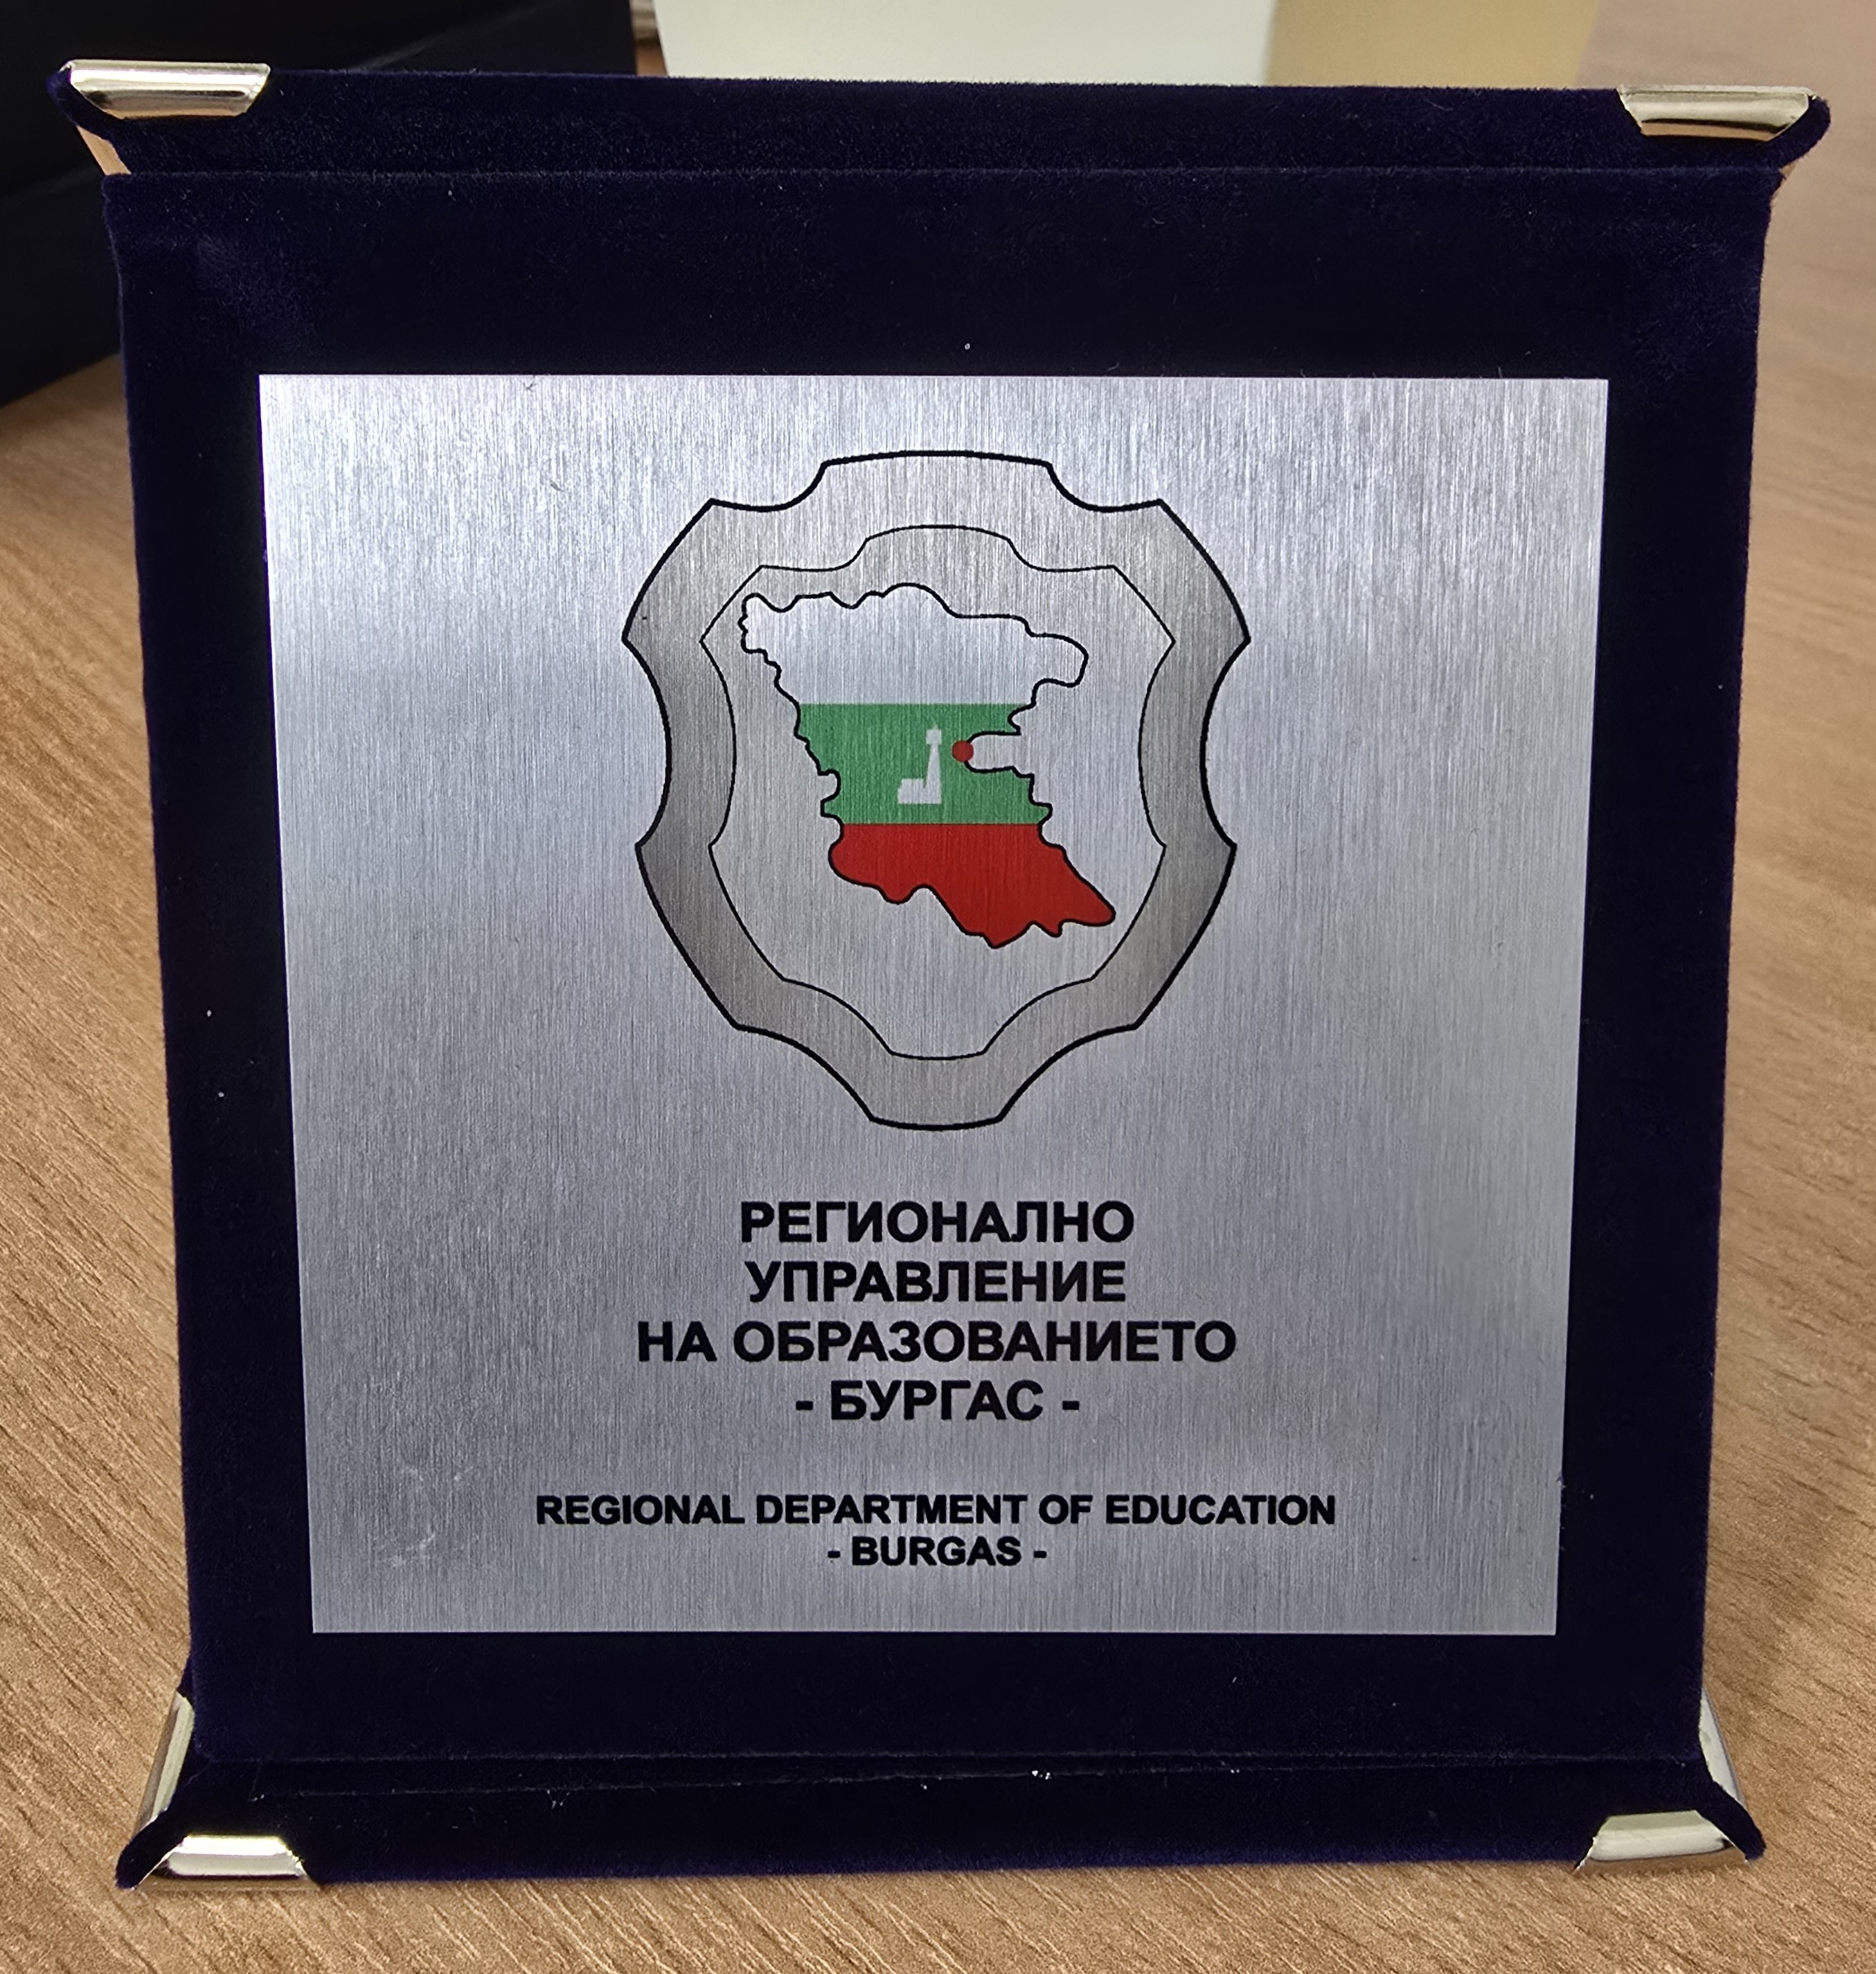 РЕГИОНАЛНО
УПРАВЛЕНИЕ
НА ОБРАЗОВАНИЕТО
- БУРГАС -
REGIONAL DEPARTMENT OF EDUCATION
- BURGAS -